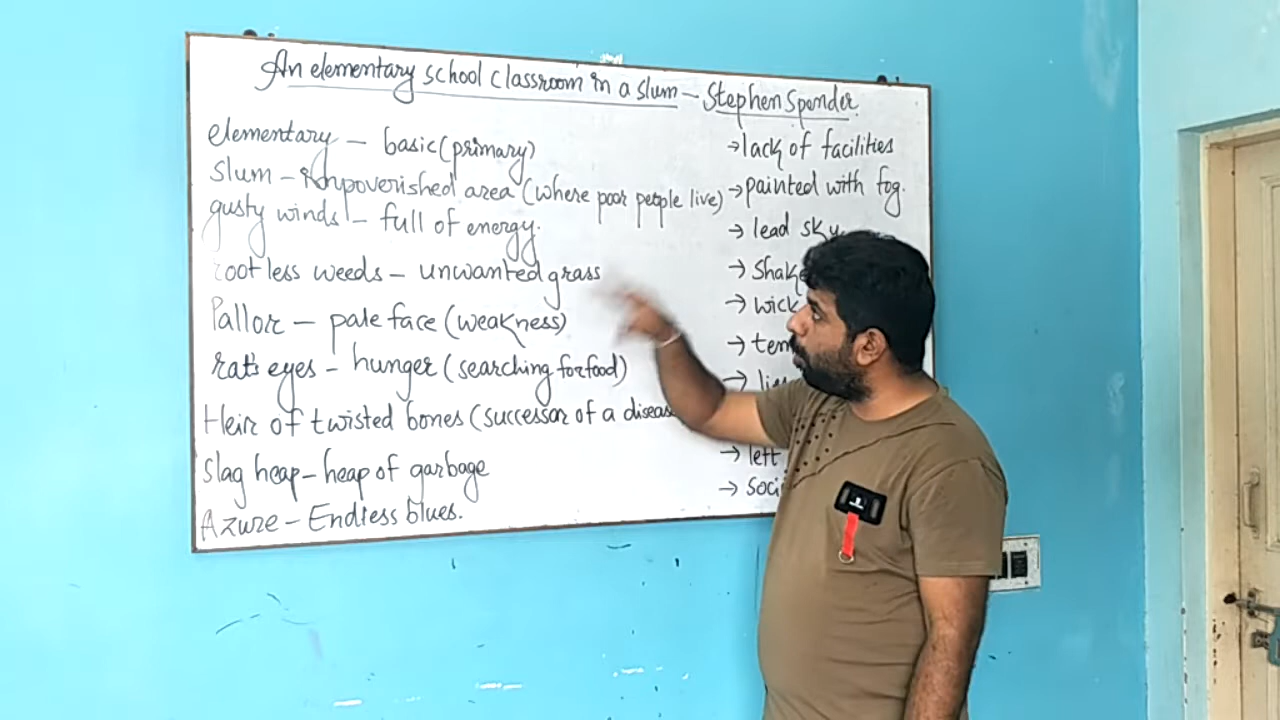 An elementary school classroom in a slum - Stephen Spender
elementary - basic (primary)
Slum - Impoverished area (where poor people live)
gusty winds - full of energy.
rootless weeds - unwanted grass
Pallor - pale face (weakness)
rat's eyes - hunger (searching for food)
Heir of twisted bones (successor of a
Slag heap - heap of garbage
Azure - Endless blues.
→ lack of facilities
→ painted with fog.
→ lead sky
→
→
→
→
→ left
→